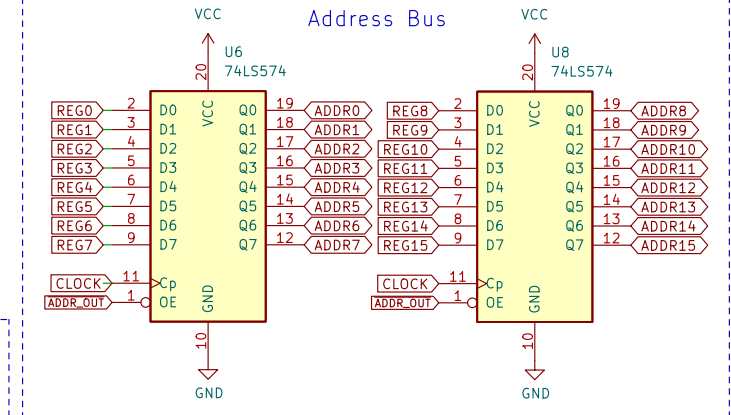 Address Bus
VCC
U6
74LS574
20
VCC
REG0 2 D0 Q0 19 ADDR0
REG1 3 D1 Q1 18 ADDR1
REG2 4 D2 Q2 17 ADDR2
REG3 5 D3 Q3 16 ADDR3
REG4 6 D4 Q4 15 ADDR4
REG5 7 D5 Q5 14 ADDR5
REG6 8 D6 Q6 13 ADDR6
REG7 9 D7 Q7 12 ADDR7
CLOCK 11 Cp
ADDR_OUT 1 OE
GND
10
GND
VCC
U8
74LS574
20
VCC
REG8 2 D0 Q0 19 ADDR8
REG9 3 D1 Q1 18 ADDR9
REG10 4 D2 Q2 17 ADDR10
REG11 5 D3 Q3 16 ADDR11
REG12 6 D4 Q4 15 ADDR12
REG13 7 D5 Q5 14 ADDR13
REG14 8 D6 Q6 13 ADDR14
REG15 9 D7 Q7 12 ADDR15
CLOCK 11 Cp
ADDR_OUT 1 OE
GND
10
GND